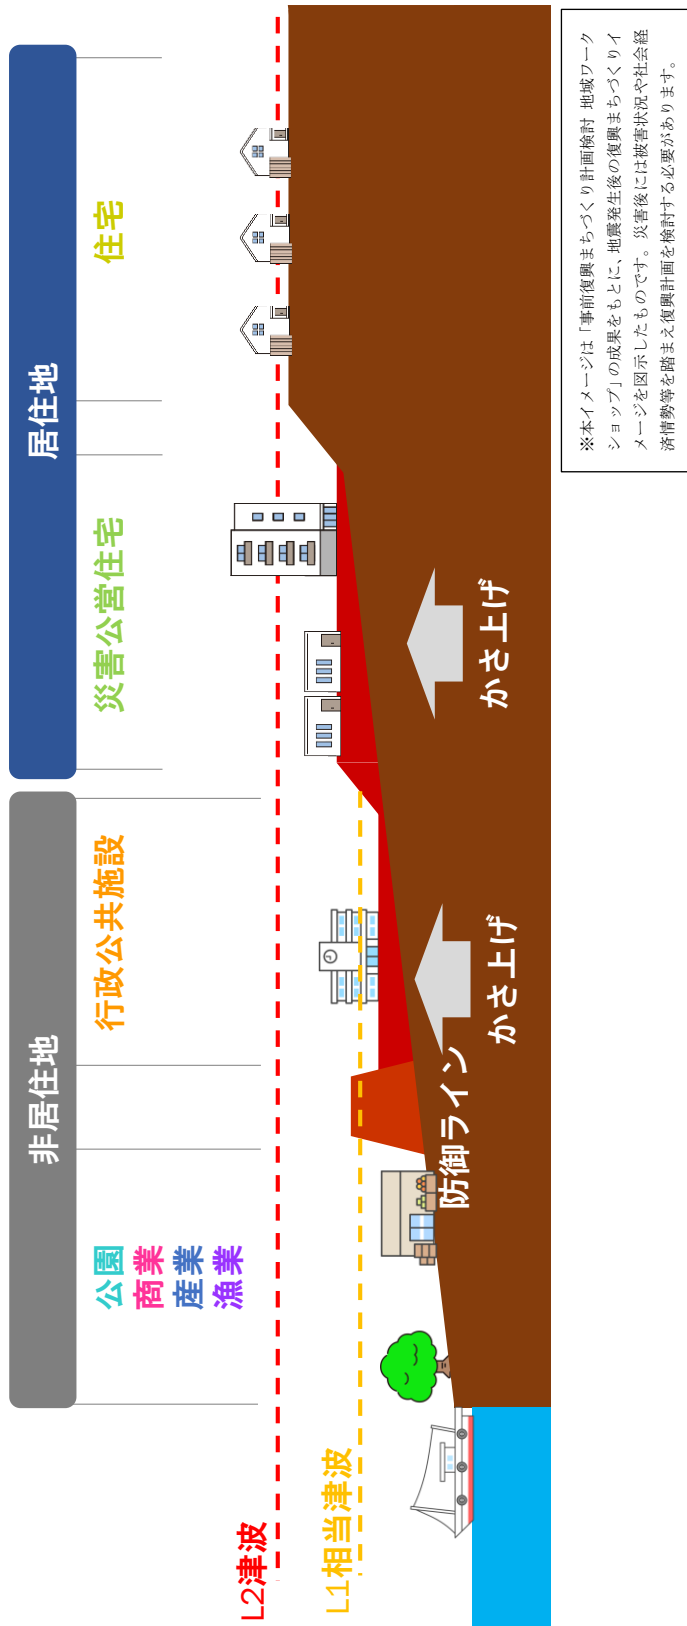 非居住地
居住地
公園
商業
産業
漁業
行政公共施設
災害公営住宅
住宅
L2津波
L1相当津波
防御ライン
かさ上げ
かさ上げ
※本イメージは「事前復興まちづくり計画検討 地域ワーク
ショップ」の成果をもとに、地震発生後の復興まちづくりイ
メージを図示したものです。災害後には被害状況や社会経
済情勢等を踏まえ復興計画を検討する必要があります。